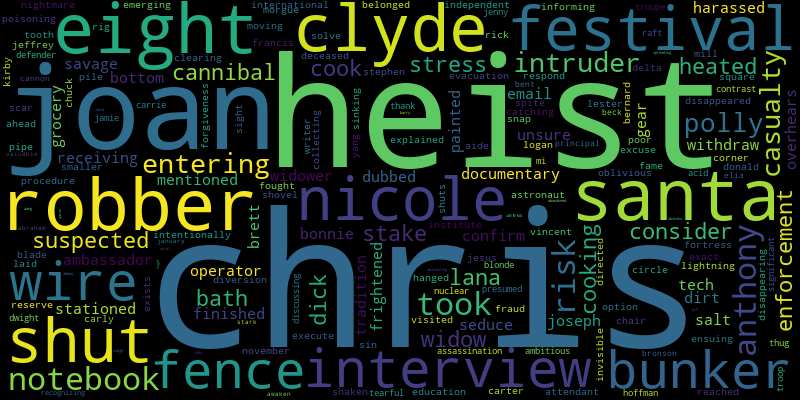 nightmare
emerging
international
belonged
independent
informing
troupe
harassed
poisoning
morgue
jenny
tooth
eight
rig
moving
clyde
rick
festival
jeffrey
francis
solve
raft
defender
clearing
deceased
stress
intruder
mill
kirby
savage
pile
bottom
cannibal
cook
stephen
email
delta
heated
square
casualty
overhears
joan
heist
cannon
chuck
grocery
scar
carrie
forgiveness
sight
sinking
evacuation
respond
lester
bernard
gear
disappeared
contrast
jamie
thank
painted
spite
catching
beck
polly
ahead
writer
collecting
yang
explained
snap
unsure
logan
poor
excuse
withdraw
corner
pipe
receiving
entering
aide
mi
principal
fame
donald
elia
smaller
procedure
mentioned
dubbed
widower
documentary
oblivious
acid
robber
fought
shovel
nicole
shuts
astronaut
santa
abraham
intentionally
brett
bonnie
stake
institute
confirm
vincent
consider
fortress
suspected
january
jesus
blonde
risk
circle
exact
lightning
ambassador
operator
diversion
discussing
tradition
frightened
hanged
lana
nuclear
presumed
cooking
directed
tech
anthony
disappearing
significant
enforcement
blade
laid
wire
exists
bath
dick
took
fraud
option
dirt
reserve
stationed
finished
visited
seduce
joseph
chair
salt
dwight
carly
stark
execute
widow
assassination
ambitious
invisible
ensuing
thug
shut
chris
november
sin
bronson
fence
interview
bunker
troop
notebook
shaken
tearful
education
carter
attendant
hoffman
reached
recognizing
awaken